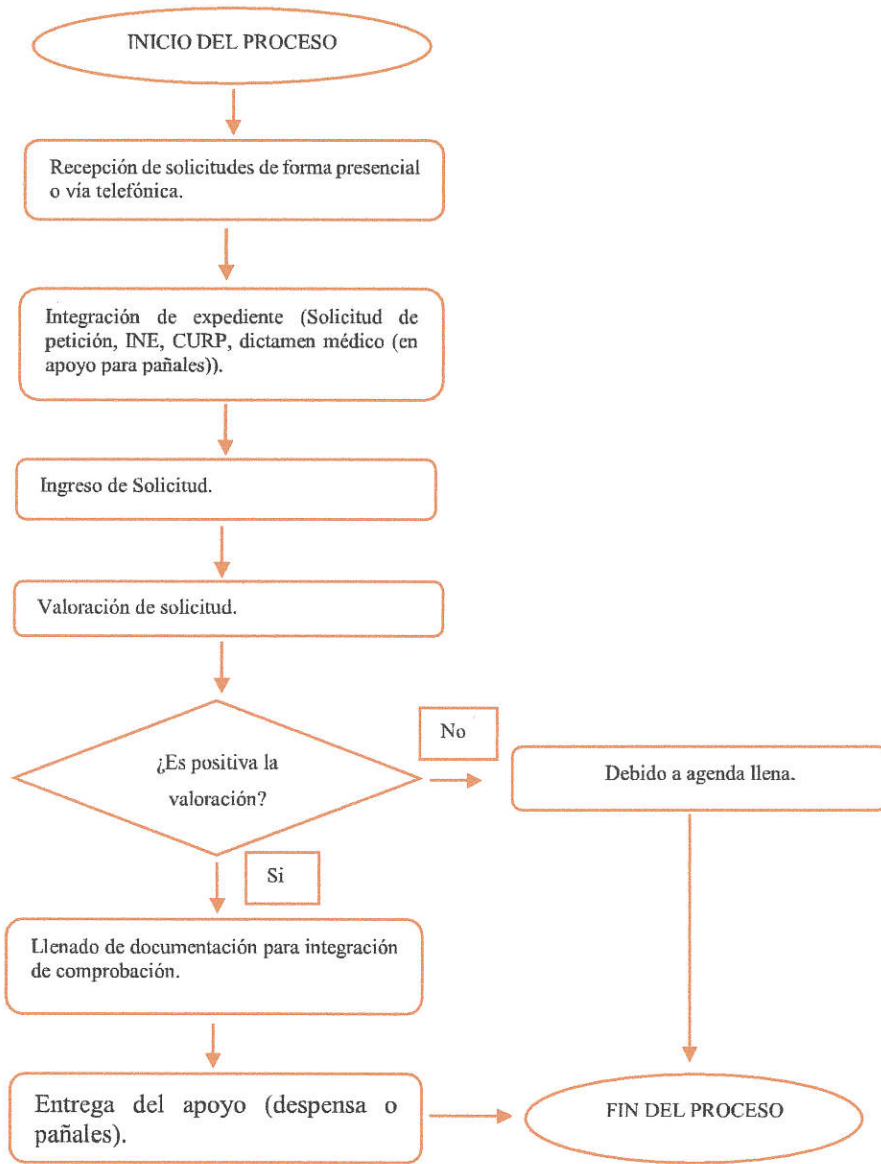 INICIO DEL PROCESO
Recepción de solicitudes de forma presencial
o vía telefónica.
Integración de expediente (Solicitud de
petición, INE, CURP, dictamen médico (en
apoyo para pañales)).
Ingreso de Solicitud.
Valoración de solicitud.
¿Es positiva la
valoración?
No
Debido a agenda llena.
Si
Llenado de documentación para integración
de comprobación.
Entrega del apoyo (despensa o
pañales).
FIN DEL PROCESO